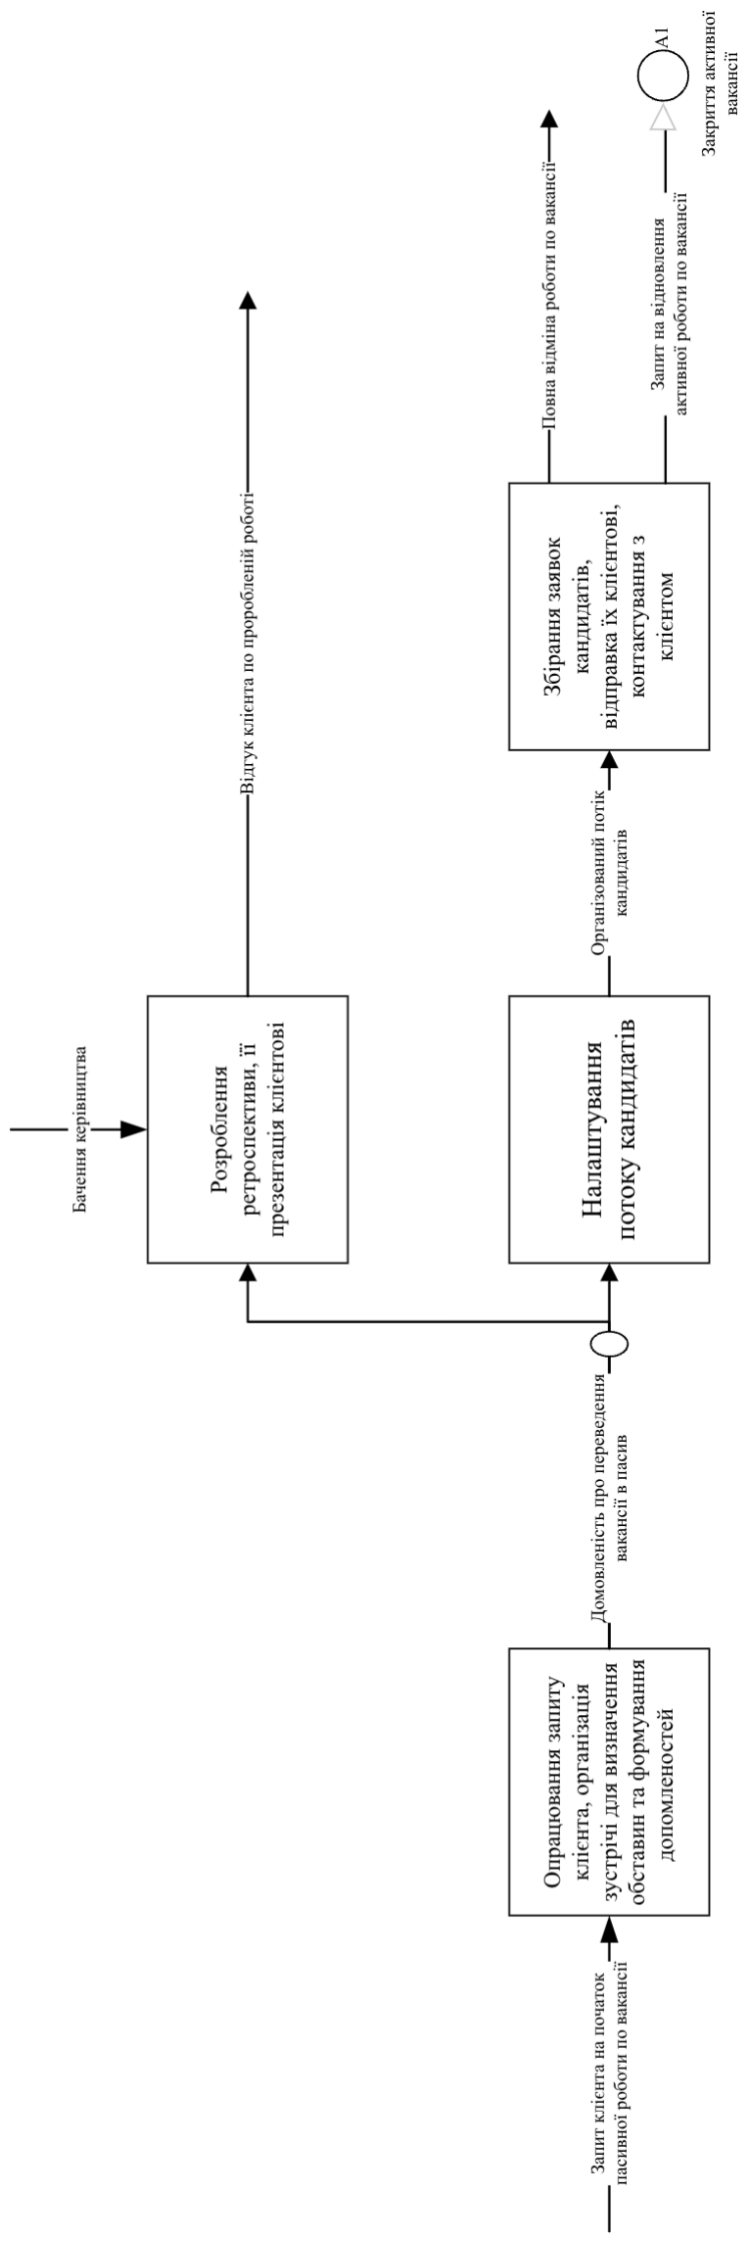 Бачення керівництва
Розроблення
ретроспективи, її
презентація клієнтові
Відгук клієнта по проробленій роботі
Запит клієнта на початок
пасивної роботи по вакансії
Опрацювання запиту
клієнта, організація
зустрічі для визначення
обставин та формування
допомленостей
Домовленість про переведення
вакансії в пасив
Налаштування
потоку кандидатів
Організований потік
кандидатів
Збірання заявок
кандидатів,
відправка їх клієнтові,
контактування з
клієнтом
Повна відміна роботи по вакансії
Запит на відновлення
активної роботи по вакансії
A1
Закриття активної
вакансії